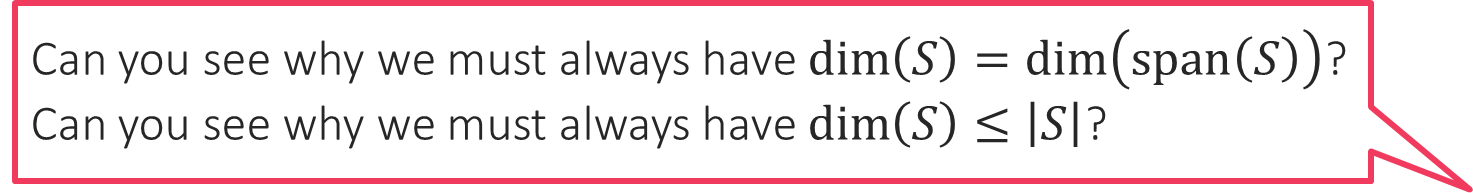 Can you see why we must always have dim(𝑆) = dim(span(𝑆))?
Can you see why we must always have dim(𝑆) ≤ |𝑆|?